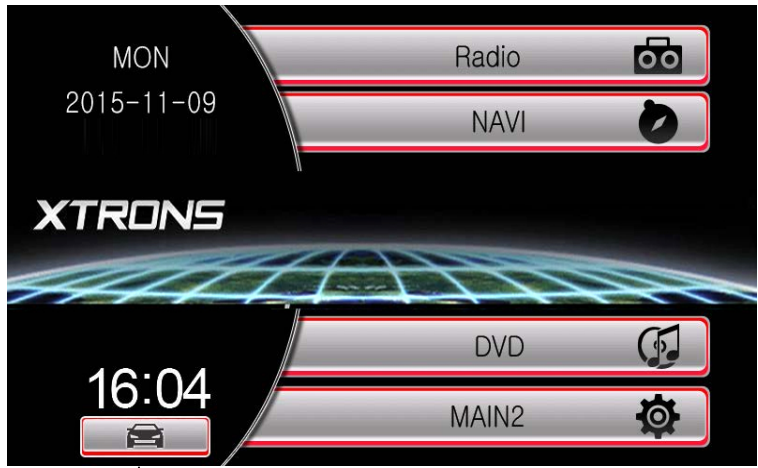 MON
2015-11-09
Radio
NAVI
XTRONS
DVD
MAIN2
16:04